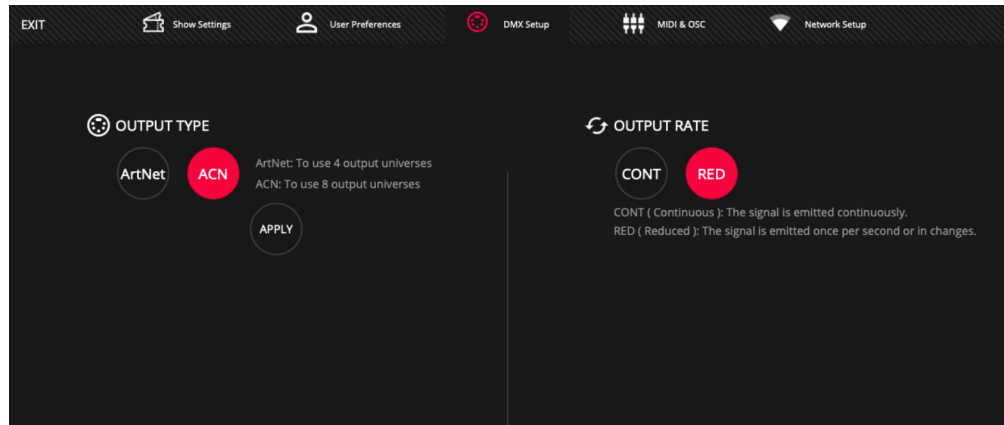 EXIT
Show Settings
User Preferences
DMX Setup
MIDI & OSC
Network Setup
OUTPUT TYPE
ArtNet
ACN
ArtNet: To use 4 output universes
ACN: To use 8 output universes
APPLY
OUTPUT RATE
CONT
RED
CONT ( Continuous ): The signal is emitted continuously.
RED ( Reduced ): The signal is emitted once per second or in changes.